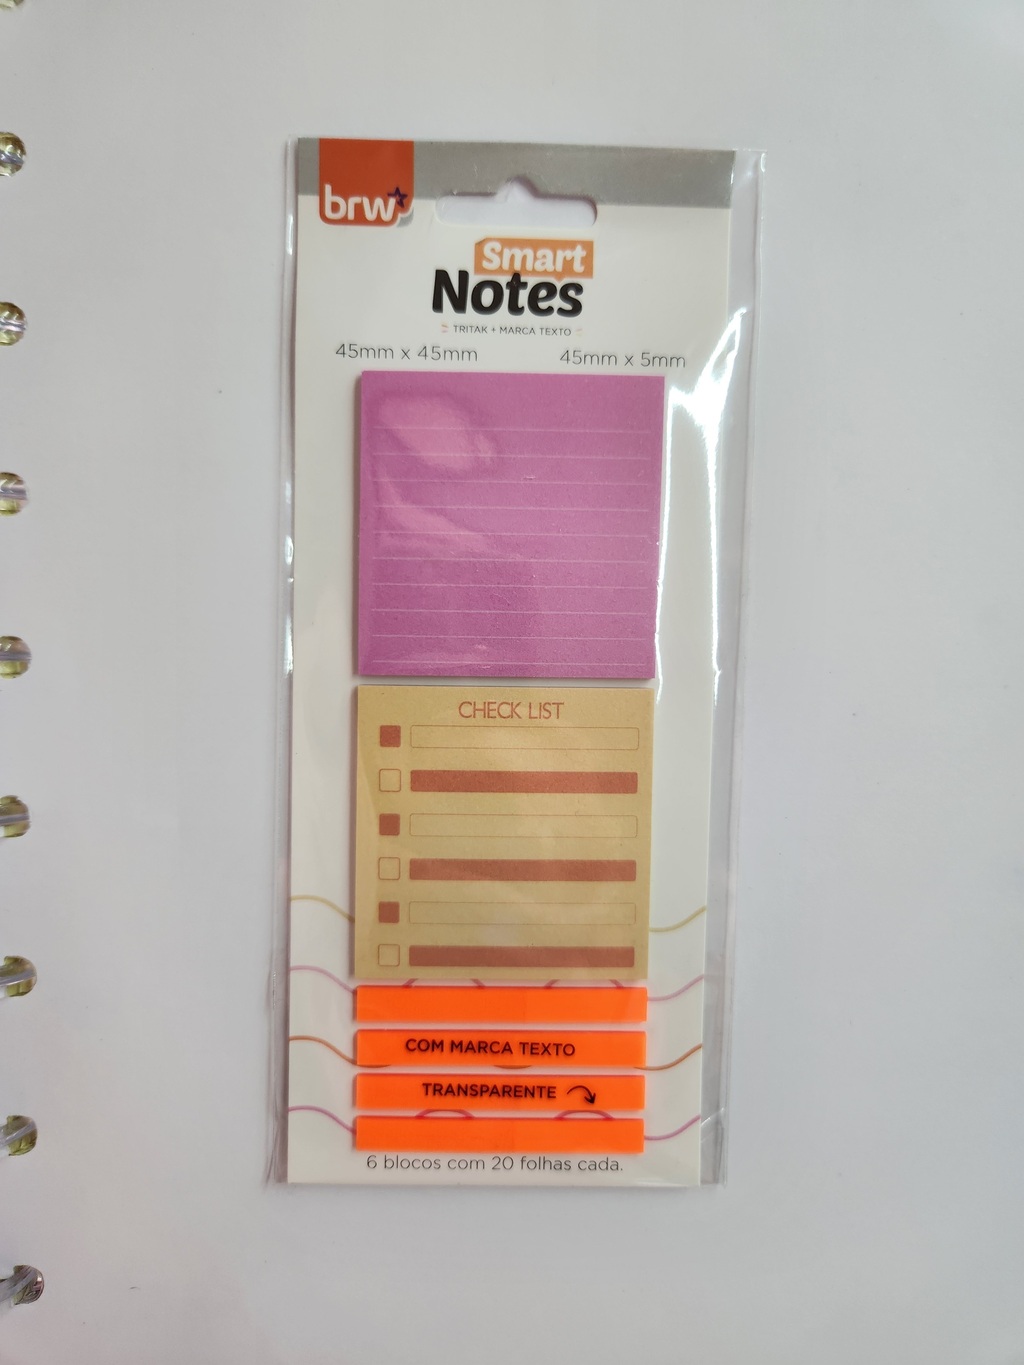 brw
Smart
Notes
TRITAK + MARCA TEXTO
45mm x 45mm 45mm x 5mm
CHECK LIST
COM MARCA TEXTO
TRANSPARENTE
6 blocos com 20 folhas cada.